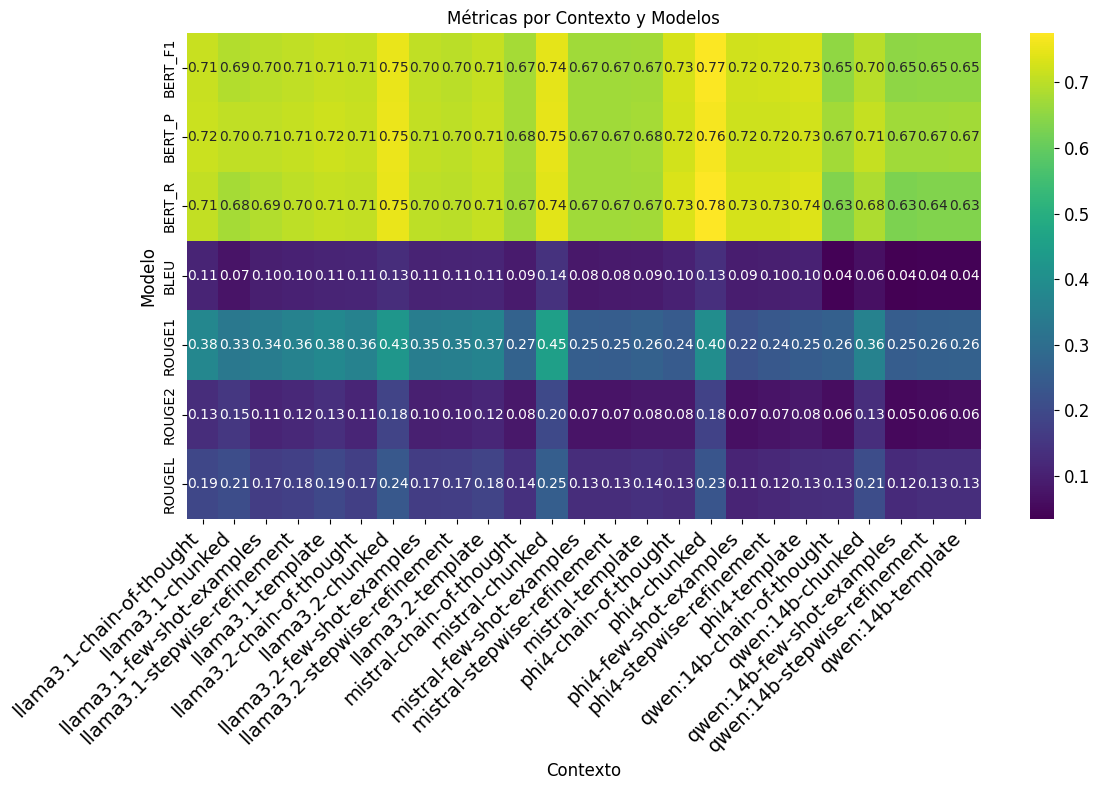 Métricas por Contexto y Modelos
Modelo
BERT_F1 0.71 0.69 0.70 0.71 0.71 0.71 0.75 0.70 0.70 0.71 0.67 0.74 0.67 0.67 0.67 0.73 0.77 0.72 0.72 0.73 0.65 0.70 0.65 0.65 0.65
BERT_P 0.72 0.70 0.71 0.71 0.72 0.71 0.75 0.71 0.70 0.71 0.68 0.75 0.67 0.67 0.68 0.72 0.76 0.72 0.72 0.73 0.67 0.71 0.67 0.67 0.67
BERT_R 0.71 0.68 0.69 0.70 0.71 0.71 0.75 0.70 0.70 0.71 0.67 0.74 0.67 0.67 0.67 0.73 0.78 0.73 0.73 0.74 0.63 0.68 0.63 0.64 0.63
BLEU 0.11 0.07 0.10 0.10 0.11 0.11 0.13 0.11 0.11 0.11 0.09 0.14 0.08 0.08 0.09 0.10 0.13 0.09 0.10 0.10 0.04 0.06 0.04 0.04 0.04
ROUGE1 0.38 0.33 0.34 0.36 0.38 0.36 0.43 0.35 0.35 0.37 0.27 0.45 0.25 0.25 0.26 0.24 0.40 0.22 0.24 0.25 0.26 0.36 0.25 0.26 0.26
ROUGE2 0.13 0.15 0.11 0.12 0.13 0.11 0.18 0.10 0.10 0.12 0.08 0.20 0.07 0.07 0.08 0.08 0.18 0.07 0.07 0.08 0.06 0.13 0.05 0.06 0.06
ROUGEL 0.19 0.21 0.17 0.18 0.19 0.17 0.24 0.17 0.17 0.18 0.14 0.25 0.13 0.13 0.14 0.13 0.23 0.11 0.12 0.13 0.13 0.21 0.12 0.13 0.13
llama3.1-chain-of-thought
llama3.1-chunked
llama3.1-few-shot-examples
llama3.1-stepwise-refinement
llama3.1-template
llama3.2-chain-of-thought
llama3.2-chunked
llama3.2-few-shot-examples
llama3.2-stepwise-refinement
llama3.2-template
mistral-chain-of-thought
mistral-chunked
mistral-few-shot-examples
mistral-stepwise-refinement
mistral-template
phi4-chain-of-thought
phi4-chunked
phi4-few-shot-examples
phi4-stepwise-refinement
phi4-template
qwen:14b-chain-of-thought
qwen:14b-chunked
qwen:14b-few-shot-examples
qwen:14b-stepwise-refinement
qwen:14b-template
Contexto
0.7
0.6
0.5
0.4
0.3
0.2
0.1